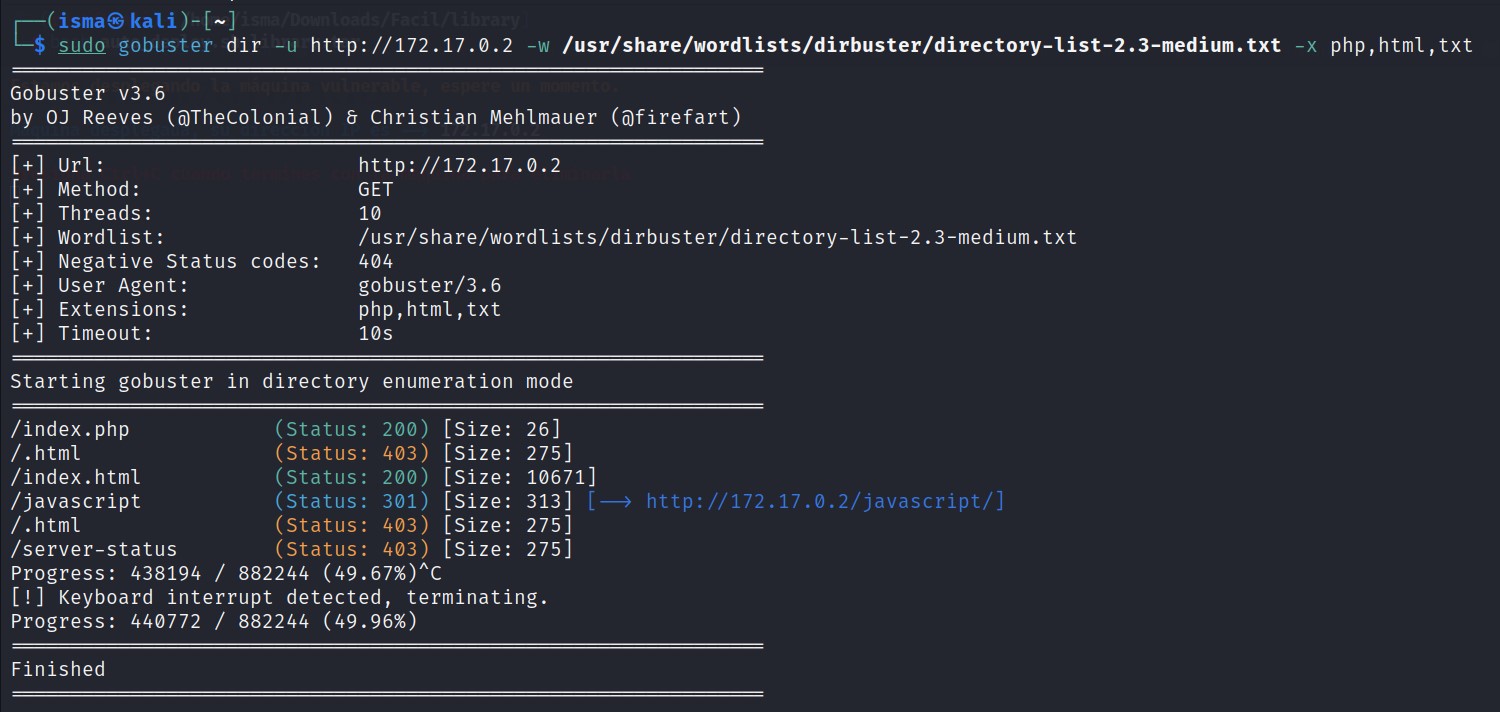 ┌──(isma㉿kali)-[~]
└─$ sudo gobuster dir -u http://172.17.0.2 -w /usr/share/wordlists/dirbuster/directory-list-2.3-medium.txt -x php,html,txt
===============================================================
Gobuster v3.6
by OJ Reeves (@TheColonial) & Christian Mehlmauer (@firefart)
===============================================================
[+] Url:                     http://172.17.0.2
[+] Method:                  GET
[+] Threads:                 10
[+] Wordlist:                /usr/share/wordlists/dirbuster/directory-list-2.3-medium.txt
[+] Negative Status codes:   404
[+] User Agent:              gobuster/3.6
[+] Extensions:              php,html,txt
[+] Timeout:                 10s
===============================================================
Starting gobuster in directory enumeration mode
===============================================================
/index.php            (Status: 200) [Size: 26]
/.html                (Status: 403) [Size: 275]
/index.html           (Status: 200) [Size: 10671]
/javascript           (Status: 301) [Size: 313] [--> http://172.17.0.2/javascript/]
/.html                (Status: 403) [Size: 275]
/server-status        (Status: 403) [Size: 275]
Progress: 438194 / 882244 (49.67%)^C
[!] Keyboard interrupt detected, terminating.
Progress: 440772 / 882244 (49.96%)
===============================================================
Finished
===============================================================